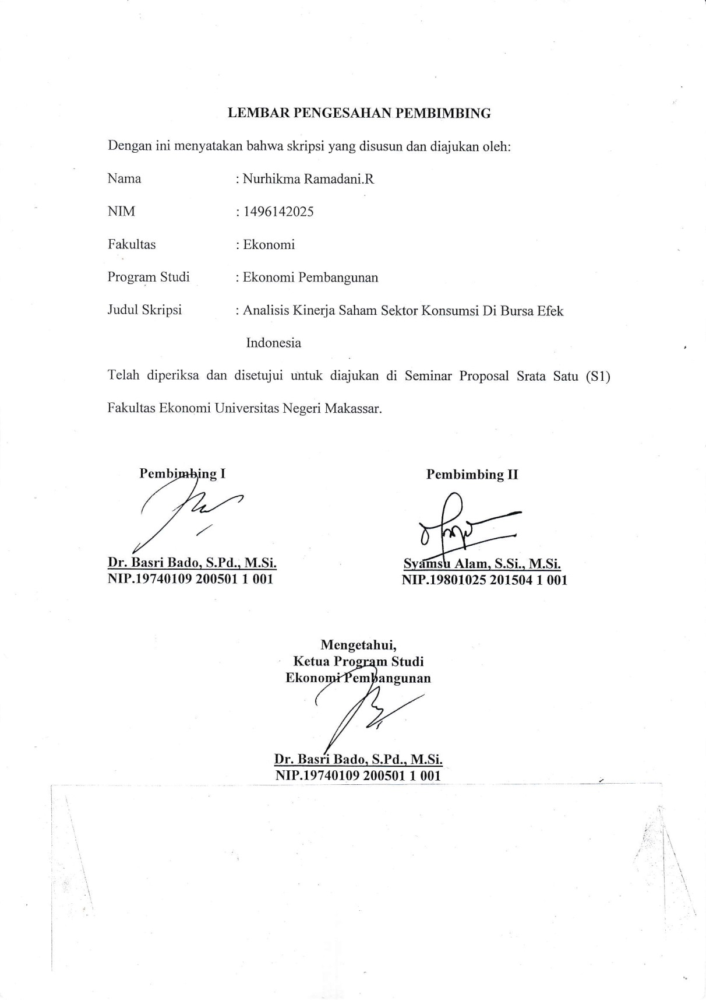 LEMBAR PENGESAHAN PEMBIMBING
Dengan ini menyatakan bahwa skripsi yang disusun dan diajukan oleh:
Nama : Nurhikma Ramadani.R
NIM : 1496142025
Fakultas : Ekonomi
Program Studi : Ekonomi Pembangunan
Judul Skripsi : Analisis Kinerja Saham Sektor Konsumsi Di Bursa Efek
Indonesia
Telah diperiksa dan disetujui untuk diajukan di Seminar Proposal Srata Satu (S1)
Fakultas Ekonomi Universitas Negeri Makassar.
Pembimbing I
Dr. Basri Bado, S.Pd., M.Si.
NIP.19740109 200501 1 001
Pembimbing II
Syamsu Alam, S.Si., M.Si.
NIP.19801025 201504 1 001
Mengetahui,
Ketua Program Studi
Ekonomi Pembangunan
Dr. Basri Bado, S.Pd., M.Si.
NIP.19740109 200501 1 001